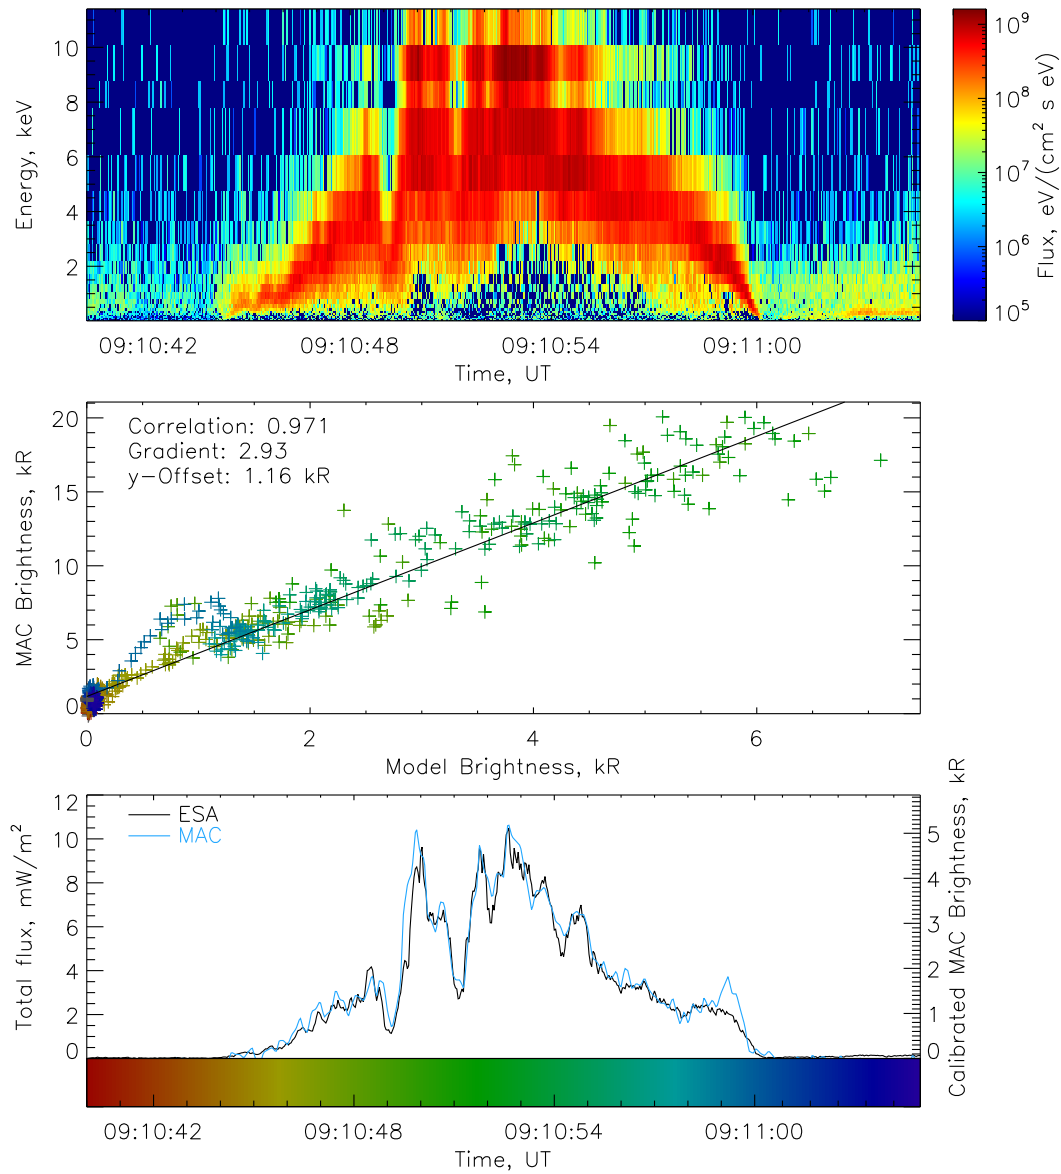 10
8
6
4
2
Energy, keV
09:10:42 09:10:48 09:10:54 09:11:00
Time, UT
10⁹
10⁸
10⁷
10⁶
10⁵
Flux, eV/(cm² s eV)
Correlation: 0.971
Gradient: 2.93
y-Offset: 1.16 kR
20
15
10
5
0
MAC Brightness, kR
0 2 4 6
Model Brightness, kR
12
10
8
6
4
2
0
Total flux, mW/m²
ESA
MAC
5
4
3
2
1
0
Calibrated MAC Brightness, kR
09:10:42 09:10:48 09:10:54 09:11:00
Time, UT